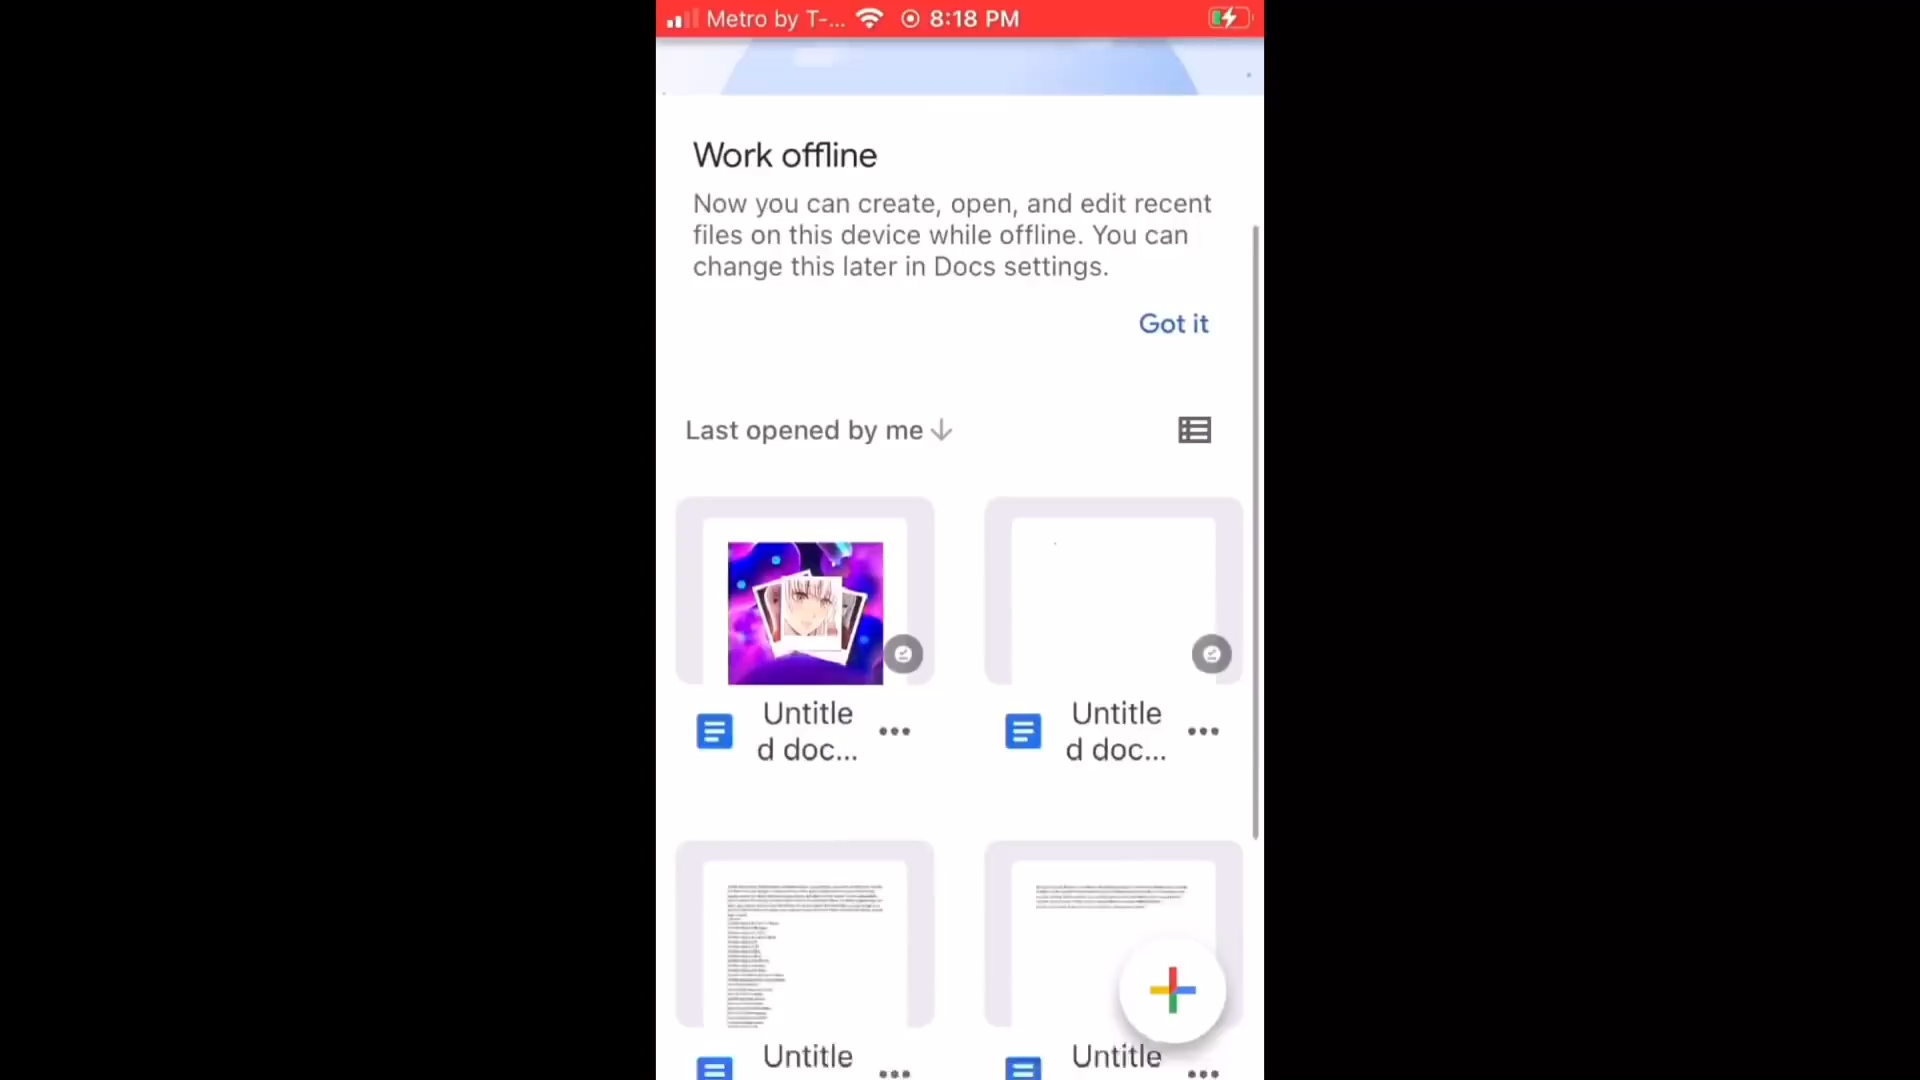 Metro by T-... 8:18 PM
Work offline
Now you can create, open, and edit recent
files on this device while offline. You can
change this later in Docs settings.
Got it
Last opened by me
Untitle
d doc...
Untitle
d doc...
Untitle
Untitle